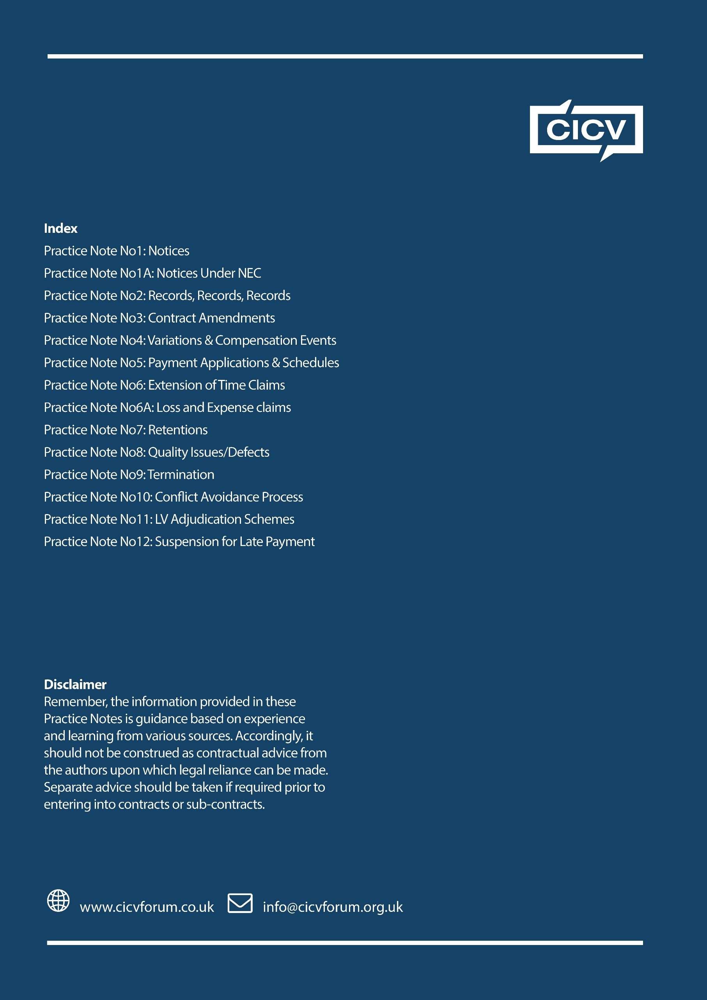 CICV
Index
Practice Note No1: Notices
Practice Note No1A: Notices Under NEC
Practice Note No2: Records, Records, Records
Practice Note No3: Contract Amendments
Practice Note No4: Variations & Compensation Events
Practice Note No5: Payment Applications & Schedules
Practice Note No6: Extension of Time Claims
Practice Note No6A: Loss and Expense claims
Practice Note No7: Retentions
Practice Note No8: Quality Issues/Defects
Practice Note No9: Termination
Practice Note No10: Conflict Avoidance Process
Practice Note No11: LV Adjudication Schemes
Practice Note No12: Suspension for Late Payment
Disclaimer
Remember, the information provided in these
Practice Notes is guidance based on experience
and learning from various sources. Accordingly, it
should not be construed as contractual advice from
the authors upon which legal reliance can be made.
Separate advice should be taken if required prior to
entering into contracts or sub-contracts.
www.cicvforum.co.uk info@cicvforum.org.uk